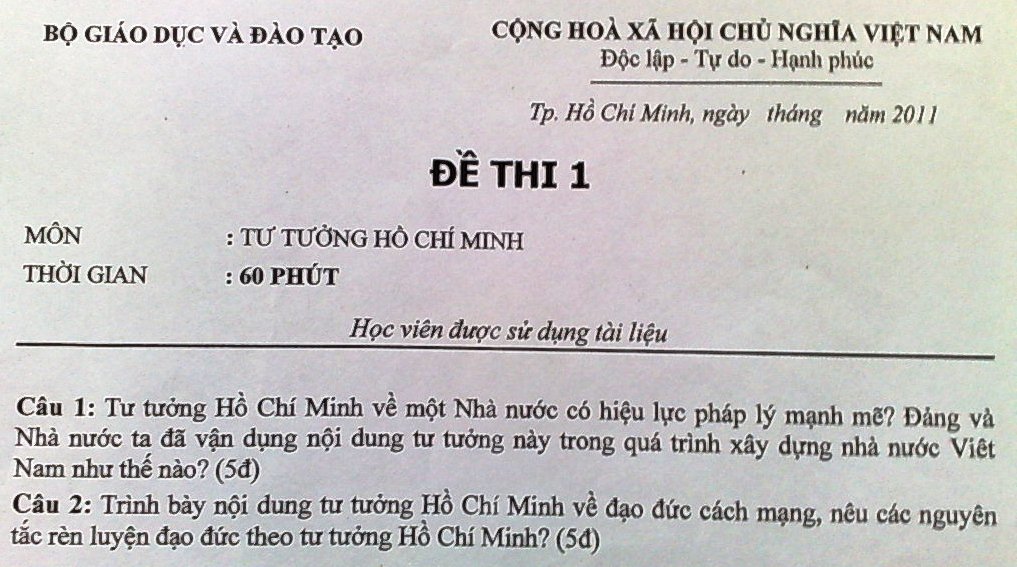 BỘ GIÁO DỤC VÀ ĐÀO TẠO
CỘNG HOÀ XÃ HỘI CHỦ NGHĨA VIỆT NAM
Độc lập - Tự do - Hạnh phúc
Tp. Hồ Chí Minh, ngày tháng năm 2011
ĐỀ THI 1
MÔN : TƯ TƯỞNG HỒ CHÍ MINH
THỜI GIAN : 60 PHÚT
Học viên được sử dụng tài liệu
Câu 1: Tư tưởng Hồ Chí Minh về một Nhà nước có hiệu lực pháp lý mạnh mẽ? Đảng và
Nhà nước ta đã vận dụng nội dung tư tưởng này trong quá trình xây dựng nhà nước Viêt
Nam như thế nào? (5đ)
Câu 2: Trình bày nội dung tư tưởng Hồ Chí Minh về đạo đức cách mạng, nêu các nguyên
tắc rèn luyện đạo đức theo tư tưởng Hồ Chí Minh? (5đ)